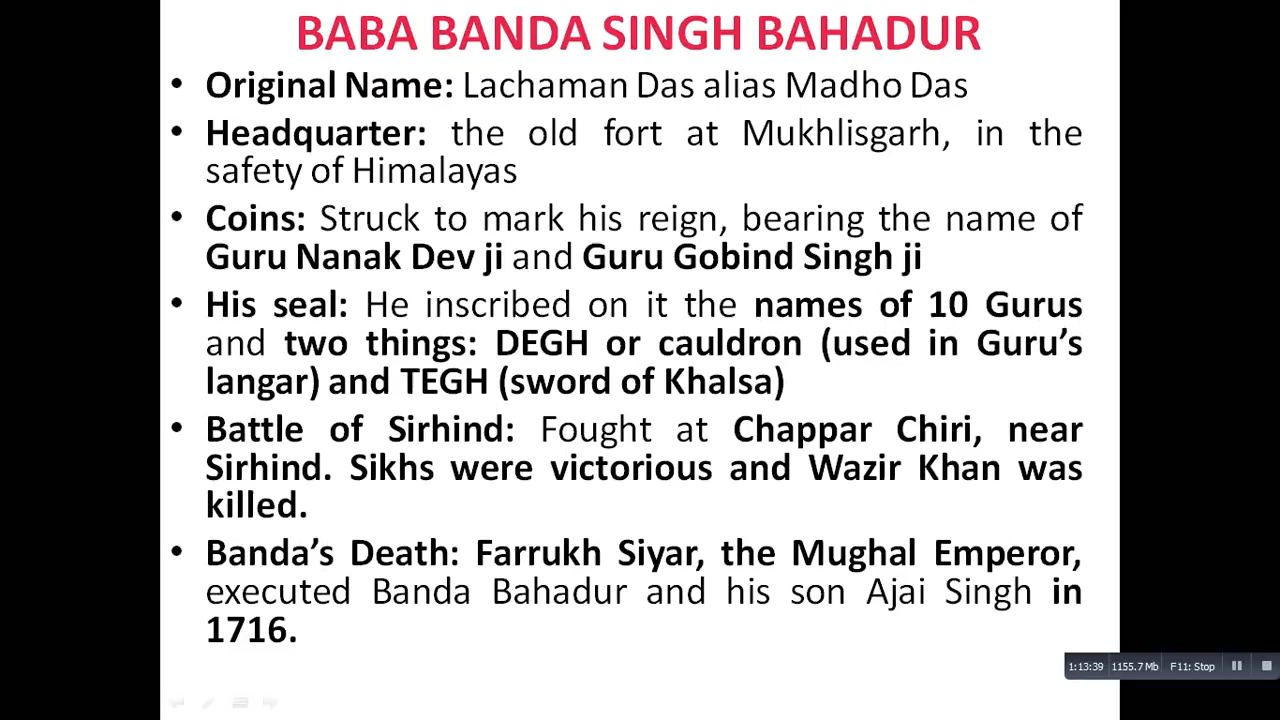 BABA BANDA SINGH BAHADUR
• Original Name: Lachaman Das alias Madho Das
• Headquarter: the old fort at Mukhlisgarh, in the
safety of Himalayas
• Coins: Struck to mark his reign, bearing the name of
Guru Nanak Dev ji and Guru Gobind Singh ji
• His seal: He inscribed on it the names of 10 Gurus
and two things: DEGH or cauldron (used in Guru’s
langar) and TEGH (sword of Khalsa)
• Battle of Sirhind: Fought at Chappar Chiri, near
Sirhind. Sikhs were victorious and Wazir Khan was
killed.
• Banda’s Death: Farrukh Siyar, the Mughal Emperor,
executed Banda Bahadur and his son Ajai Singh in
1716.
1:13:39 1155.7 Mb F11: Stop